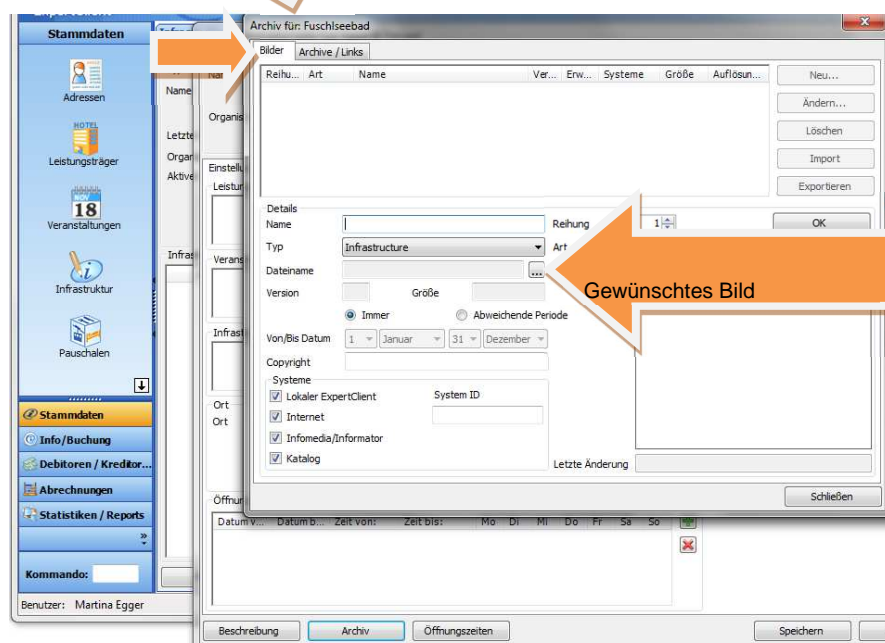 Stammdaten
Adressen
HOTEL
Leistungsträger
NOV
18
Veranstaltungen
Infrastruktur
Pauschalen
Stammdaten
Info/Buchung
Debitoren / Kreditor...
Abrechnungen
Statistiken / Reports
Kommando:
Benutzer: Martina Egger
Name
Letzte
Organ
Aktive
Infras
Organis
Einstellu
Leistun
Verans
Infrast
Ort
Ort
Öffnun
Archiv für: Fuschlseebad
Bilder
Archive / Links
Reihu... Art Name Ver... Erw... Systeme Größe Auflösun...
Neu...
Ändern...
Löschen
Import
Exportieren
OK
Details
Name
Reihung 1
Typ Infrastructure Art
Dateiname ...
Gewünschtes Bild
Version Größe
Immer Abweichende Periode
Von/Bis Datum 1 Januar 31 Dezember
Copyright
Systeme
Lokaler ExpertClient System ID
Internet
Infomedia/Informator
Katalog
Letzte Änderung
Schließen
Datum v... Datum b... Zeit von: Zeit bis: Mo Di Mi Do Fr Sa So
Beschreibung
Archiv
Öffnungszeiten
Speichern